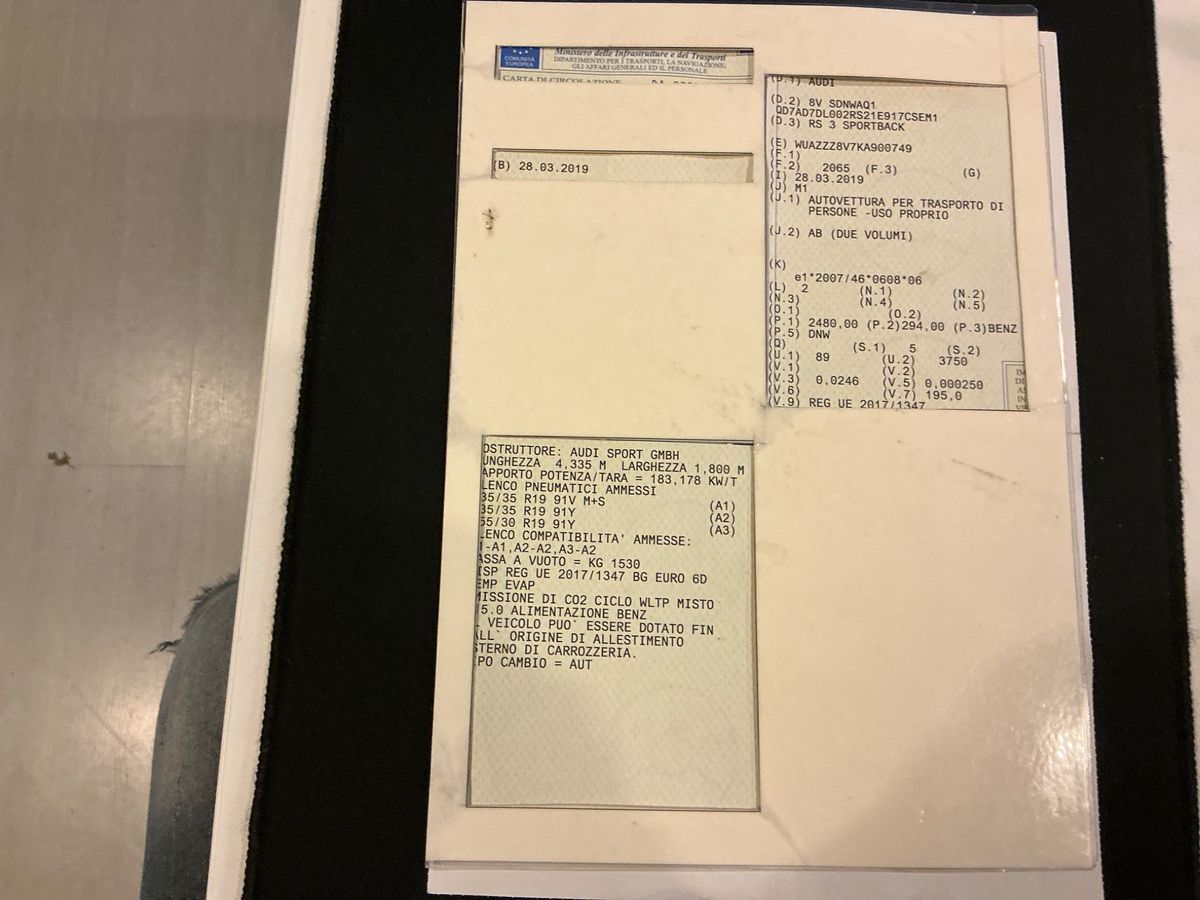 COMUNITÀ
EUROPEA
Ministero delle Infrastrutture e dei Trasporti
DIPARTIMENTO PER I TRASPORTI, LA NAVIGAZIONE,
GLI AFFARI GENERALI ED IL PERSONALE
CARTA DI CIRCOLAZIONE
(B) 28.03.2019
(D.1) AUDI
(D.2) 8V SDNWAQ1
QD7AD7DL002RS21E917CSEM1
(D.3) RS 3 SPORTBACK
(E) WUAZZZ8V7KA900749
(F.1)
(F.2) 2065 (F.3) (G)
(I) 28.03.2019
(J) M1
(J.1) AUTOVETTURA PER TRASPORTO DI
PERSONE -USO PROPRIO
(J.2) AB (DUE VOLUMI)
(K)
e1*2007/46*0608*06
(L) 2 (N.1) (N.2)
(N.3) (N.4) (N.5)
(O.1) (O.2)
(P.1) 2480,00 (P.2)294,00 (P.3)BENZ
(P.5) DNW
(Q) (S.1) 5 (S.2)
(U.1) 89 (U.2) 3750
(V.1) (V.2)
(V.3) 0,0246 (V.5) 0,000250
(V.6) (V.7) 195,0
(V.9) REG UE 2017/1347
OSTRUTTORE: AUDI SPORT GMBH
UNGHEZZA 4,335 M LARGHEZZA 1,800 M
APPORTO POTENZA/TARA = 183,178 KW/T
LENCO PNEUMATICI AMMESSI
35/35 R19 91V M+S (A1)
35/35 R19 91Y (A2)
55/30 R19 91Y (A3)
LENCO COMPATIBILITA' AMMESSE:
1-A1,A2-A2,A3-A2
ASSA A VUOTO = KG 1530
ISP REG UE 2017/1347 BG EURO 6D
EMP EVAP
MISSIONE DI CO2 CICLO WLTP MISTO
5.0 ALIMENTAZIONE BENZ
L VEICOLO PUO` ESSERE DOTATO FIN
ALL` ORIGINE DI ALLESTIMENTO
STERNO DI CARROZZERIA.
IPO CAMBIO = AUT